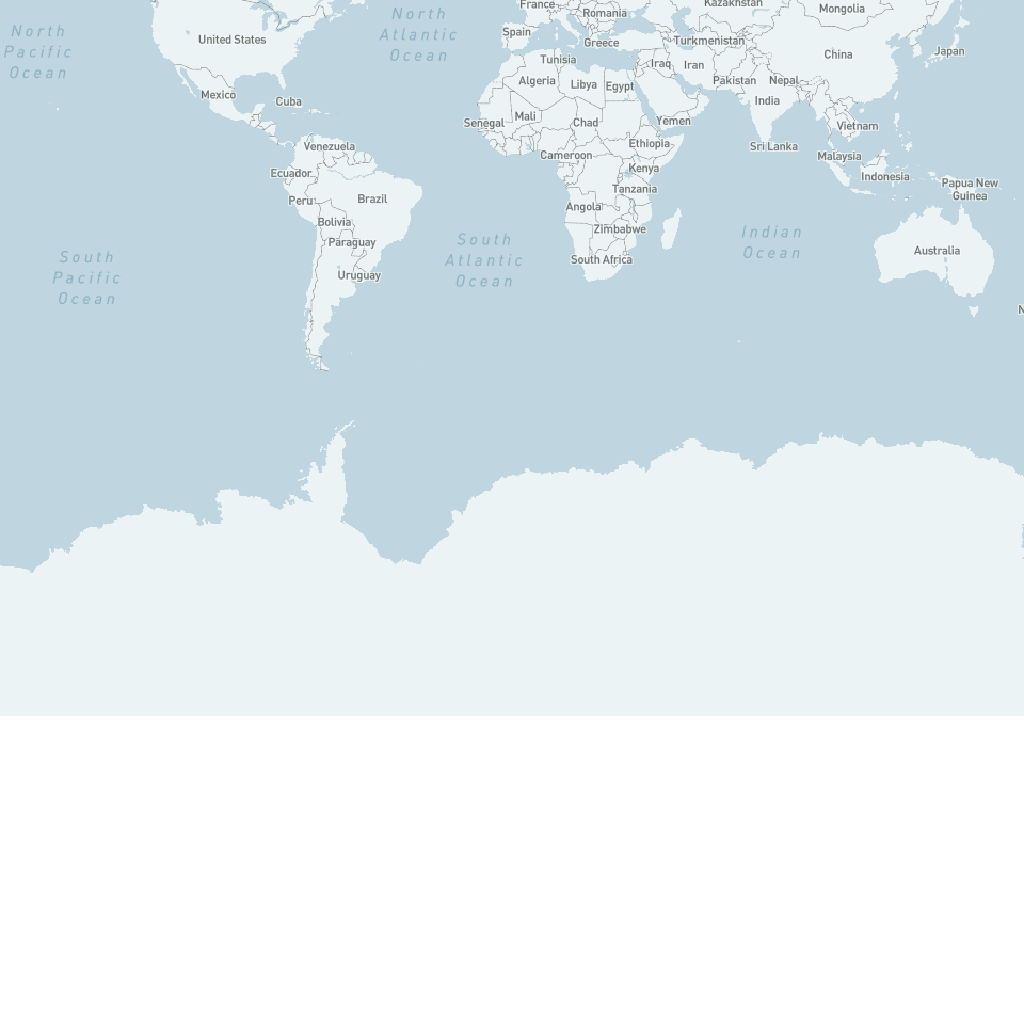 France
Romania
Kazakhstan
Mongolia
North
Atlantic
Ocean
North
Pacific
Ocean
United States
Spain
Greece
Turkmenistan
China
Japan
Tunisia
Iraq
Iran
Algeria
Libya
Egypt
Pakistan
Nepal
Mexico
Cuba
India
Senegal
Mali
Chad
Yemen
Vietnam
Venezuela
Cameroon
Ethiopia
Sri Lanka
Malaysia
Ecuador
Kenya
Indonesia
Papua New
Guinea
Peru
Brazil
Tanzania
Angola
Bolivia
Zimbabwe
Paraguay
South
Atlantic
Ocean
Indian
Ocean
Australia
South
Pacific
Ocean
South Africa
Uruguay
N